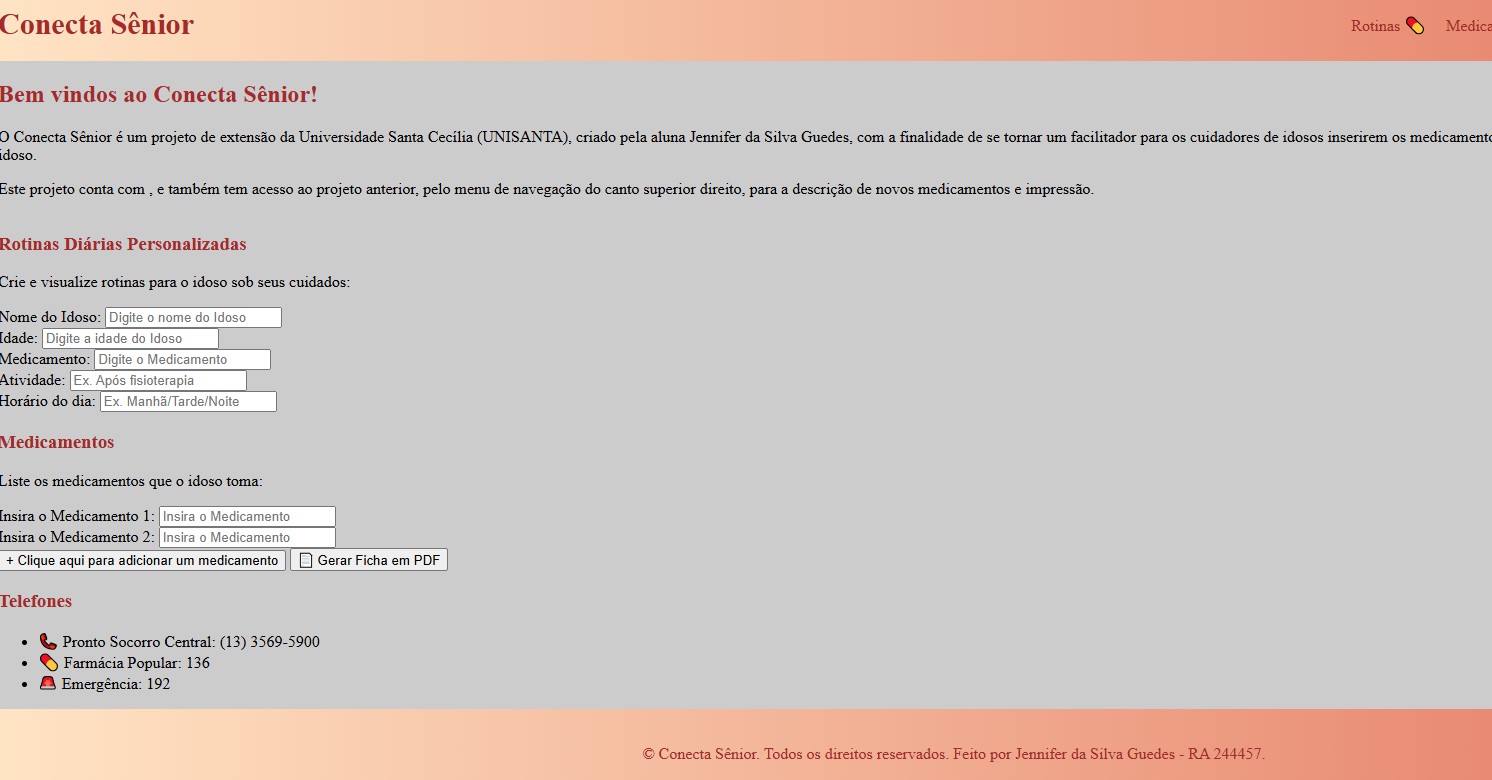 Conecta Sênior
Rotinas 💊 Medica
Bem vindos ao Conecta Sênior!
O Conecta Sênior é um projeto de extensão da Universidade Santa Cecília (UNISANTA), criado pela aluna Jennifer da Silva Guedes, com a finalidade de se tornar um facilitador para os cuidadores de idosos inserirem os medicamento
idoso.
Este projeto conta com , e também tem acesso ao projeto anterior, pelo menu de navegação do canto superior direito, para a descrição de novos medicamentos e impressão.
Rotinas Diárias Personalizadas
Crie e visualize rotinas para o idoso sob seus cuidados:
Nome do Idoso: Digite o nome do Idoso
Idade: Digite a idade do Idoso
Medicamento: Digite o Medicamento
Atividade: Ex. Após fisioterapia
Horário do dia: Ex. Manhã/Tarde/Noite
Medicamentos
Liste os medicamentos que o idoso toma:
Insira o Medicamento 1: Insira o Medicamento
Insira o Medicamento 2: Insira o Medicamento
+ Clique aqui para adicionar um medicamento 📄 Gerar Ficha em PDF
Telefones
• 📞 Pronto Socorro Central: (13) 3569-5900
• 💊 Farmácia Popular: 136
• 🚨 Emergência: 192
© Conecta Sênior. Todos os direitos reservados. Feito por Jennifer da Silva Guedes - RA 244457.